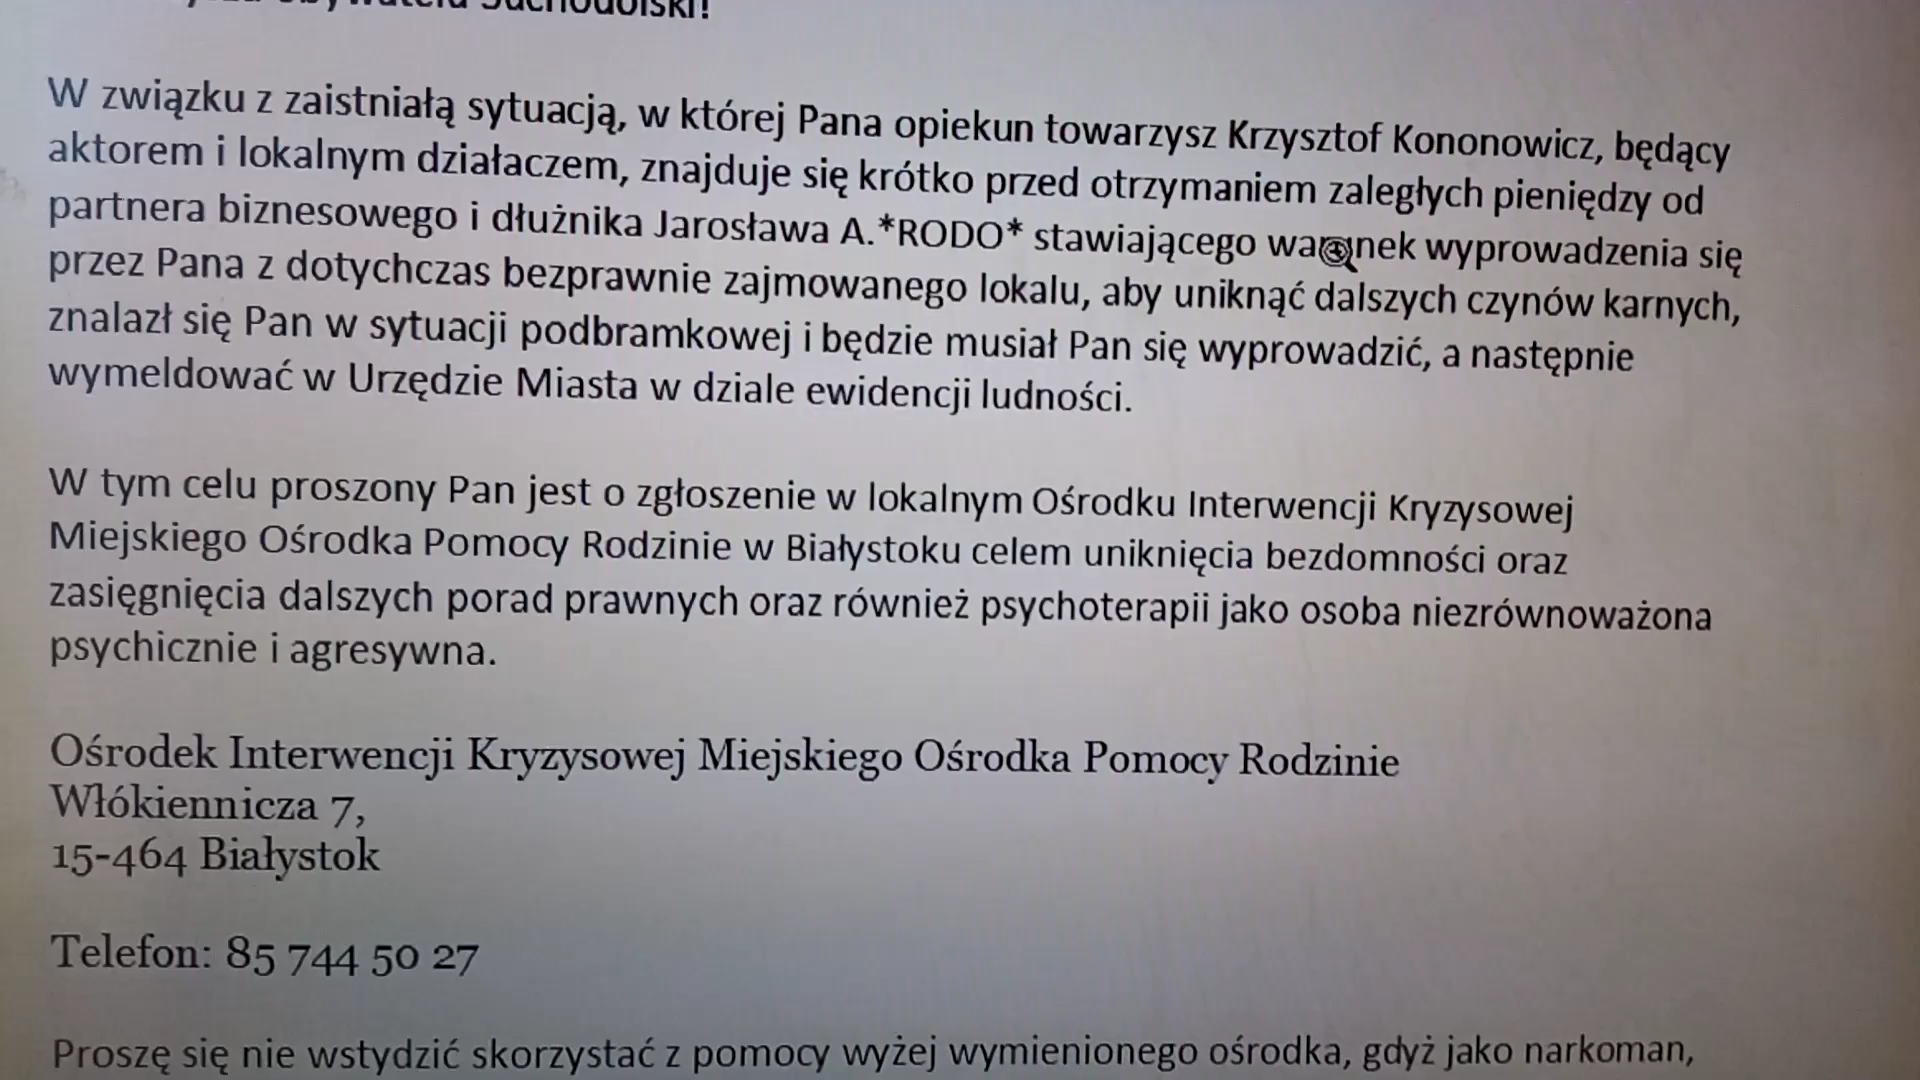 Suchodolski!
W związku z zaistniałą sytuacją, w której Pana opiekun towarzysz Krzysztof Kononowicz, będący
aktorem i lokalnym działaczem, znajduje się krótko przed otrzymaniem zaległych pieniędzy od
partnera biznesowego i dłużnika Jarosława A.*RODO* stawiającego warunek wyprowadzenia się
przez Pana z dotychczas bezprawnie zajmowanego lokalu, aby uniknąć dalszych czynów karnych,
znalazł się Pan w sytuacji podbramkowej i będzie musiał Pan się wyprowadzić, a następnie
wymeldować w Urzędzie Miasta w dziale ewidencji ludności.
W tym celu proszony Pan jest o zgłoszenie w lokalnym Ośrodku Interwencji Kryzysowej
Miejskiego Ośrodka Pomocy Rodzinie w Białystoku celem uniknięcia bezdomności oraz
zasięgnięcia dalszych porad prawnych oraz również psychoterapii jako osoba niezrównoważona
psychicznie i agresywna.
Ośrodek Interwencji Kryzysowej Miejskiego Ośrodka Pomocy Rodzinie
Włókiennicza 7,
15-464 Białystok
Telefon: 85 744 50 27
Proszę się nie wstydzić skorzystać z pomocy wyżej wymienionego ośrodka, gdyż jako narkoman,